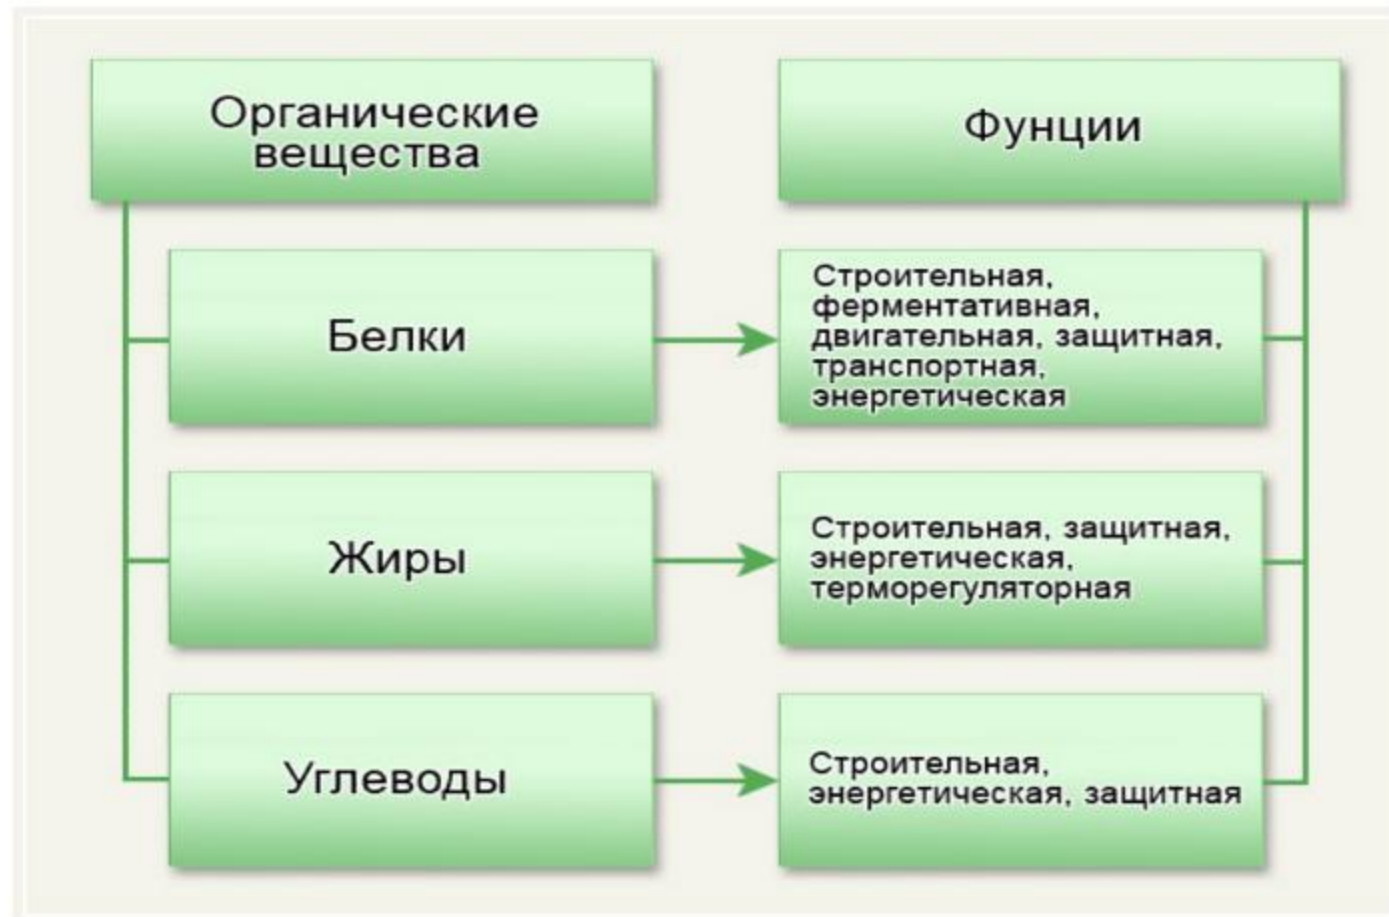 Органические
вещества
Фунции
Белки
Строительная,
ферментативная,
двигательная, защитная,
транспортная,
энергетическая
Жиры
Строительная, защитная,
энергетическая,
терморегуляторная
Углеводы
Строительная,
энергетическая, защитная